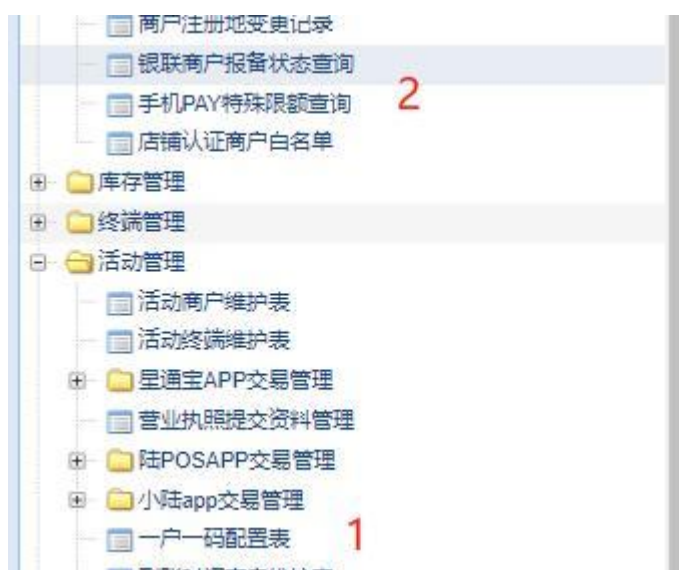 商户注册地变更记录
银联商户报备状态查询
手机PAY特殊限额查询
2
店铺认证商户白名单
库存管理
终端管理
活动管理
活动商户维护表
活动终端维护表
星通宝APP交易管理
营业执照提交资料管理
陆POSAPP交易管理
小陆app交易管理
一户一码配置表
1